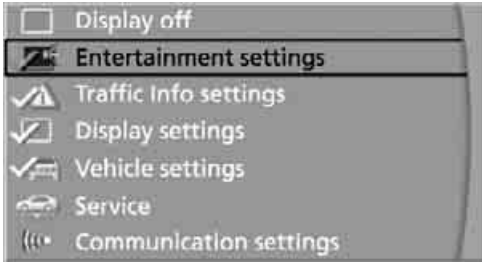 Display off
Entertainment settings
Traffic Info settings
Display settings
Vehicle settings
Service
Communication settings